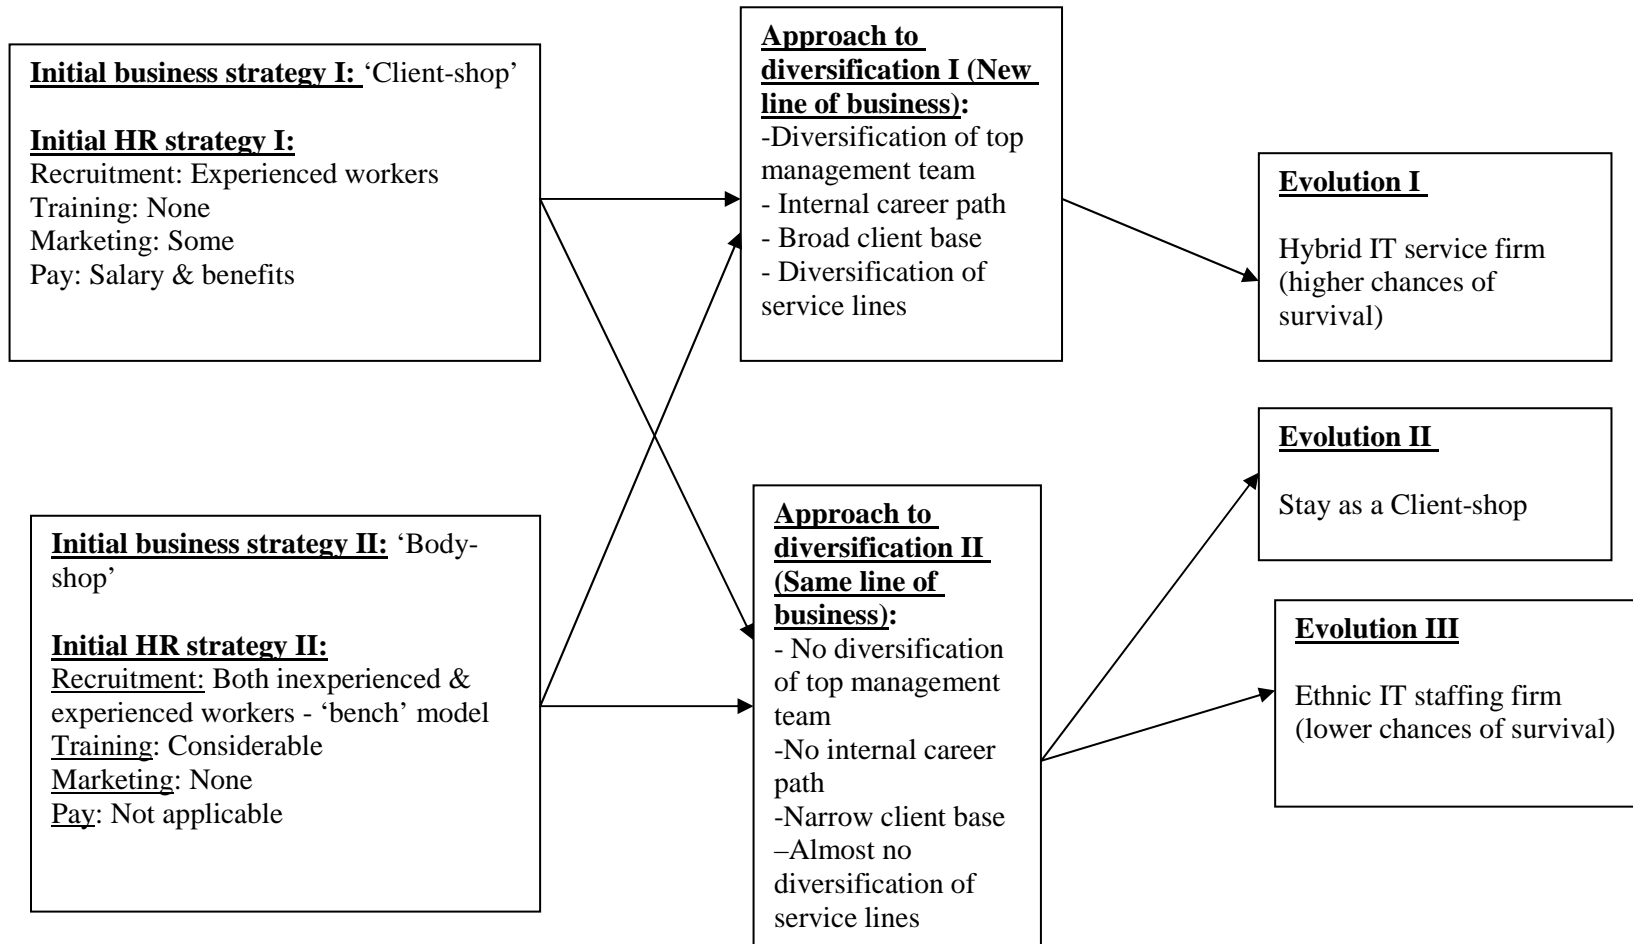 Initial business strategy I: ‘Client-shop’
Initial HR strategy I:
Recruitment: Experienced workers
Training: None
Marketing: Some
Pay: Salary & benefits
Initial business strategy II: ‘Body-
shop’
Initial HR strategy II:
Recruitment: Both inexperienced &
experienced workers - ‘bench’ model
Training: Considerable
Marketing: None
Pay: Not applicable
Approach to
diversification I (New
line of business):
-Diversification of top
management team
- Internal career path
- Broad client base
- Diversification of
service lines
Approach to
diversification II
(Same line of
business):
- No diversification
of top management
team
-No internal career
path
-Narrow client base
–Almost no
diversification of
service lines
Evolution I
Hybrid IT service firm
(higher chances of
survival)
Evolution II
Stay as a Client-shop
Evolution III
Ethnic IT staffing firm
(lower chances of survival)